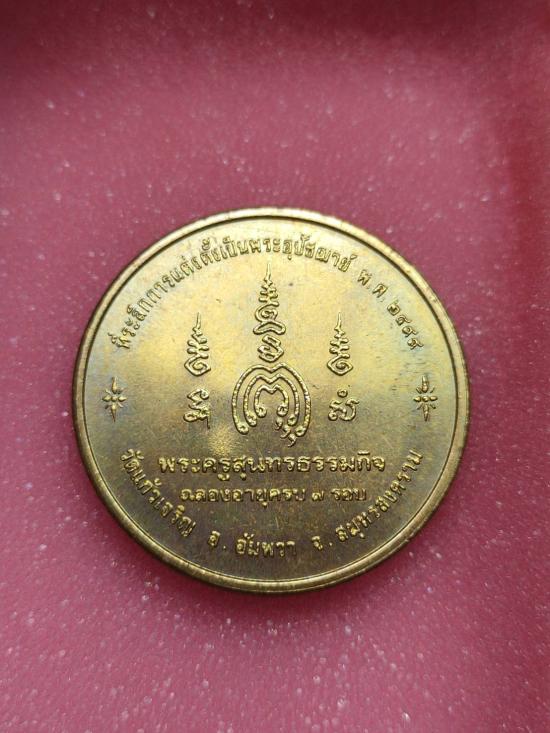 ที่ระลึกการแต่งตั้งเป็นพระอุปัชฌาย์ พ.ศ. ๒๕๔๘
พระครูสุนทรธรรมกิจ
ฉลองอายุครบ ๗ รอบ
วัดแก้วเจริญ อ. อัมพวา จ. สมุทรสงคราม